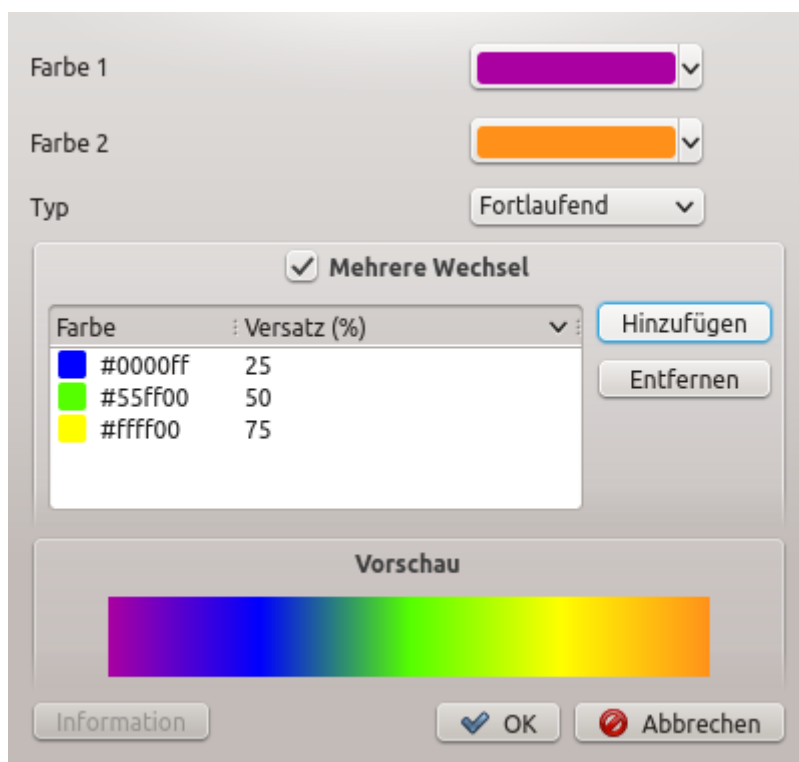 Farbe 1
Farbe 2
Typ Fortlaufend
Mehrere Wechsel
Farbe Versatz (%)
#0000ff 25
#55ff00 50
#ffff00 75
Hinzufügen
Entfernen
Vorschau
Information OK Abbrechen